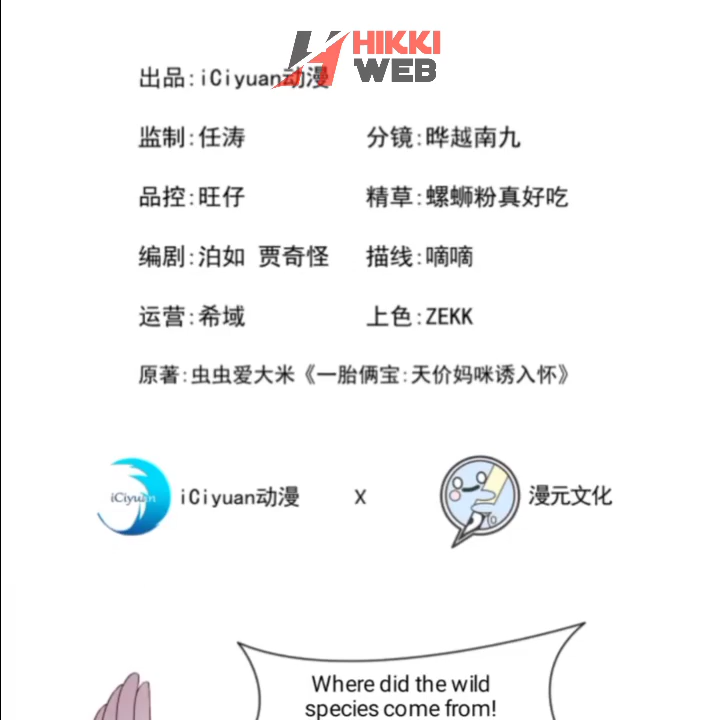 HIKKI
WEB
出品:iCiyuan动漫
监制:任涛 分镜:晔越南九
品控:旺仔 精草:螺蛳粉真好吃
编剧:泊如 贾奇怪 描线:嘀嘀
运营:希域 上色:ZEKK
原著:虫虫爱大米《一胎俩宝:天价妈咪诱入怀》
iCiyuan iCiyuan动漫 X 漫元文化
Where did the wild
species come from!